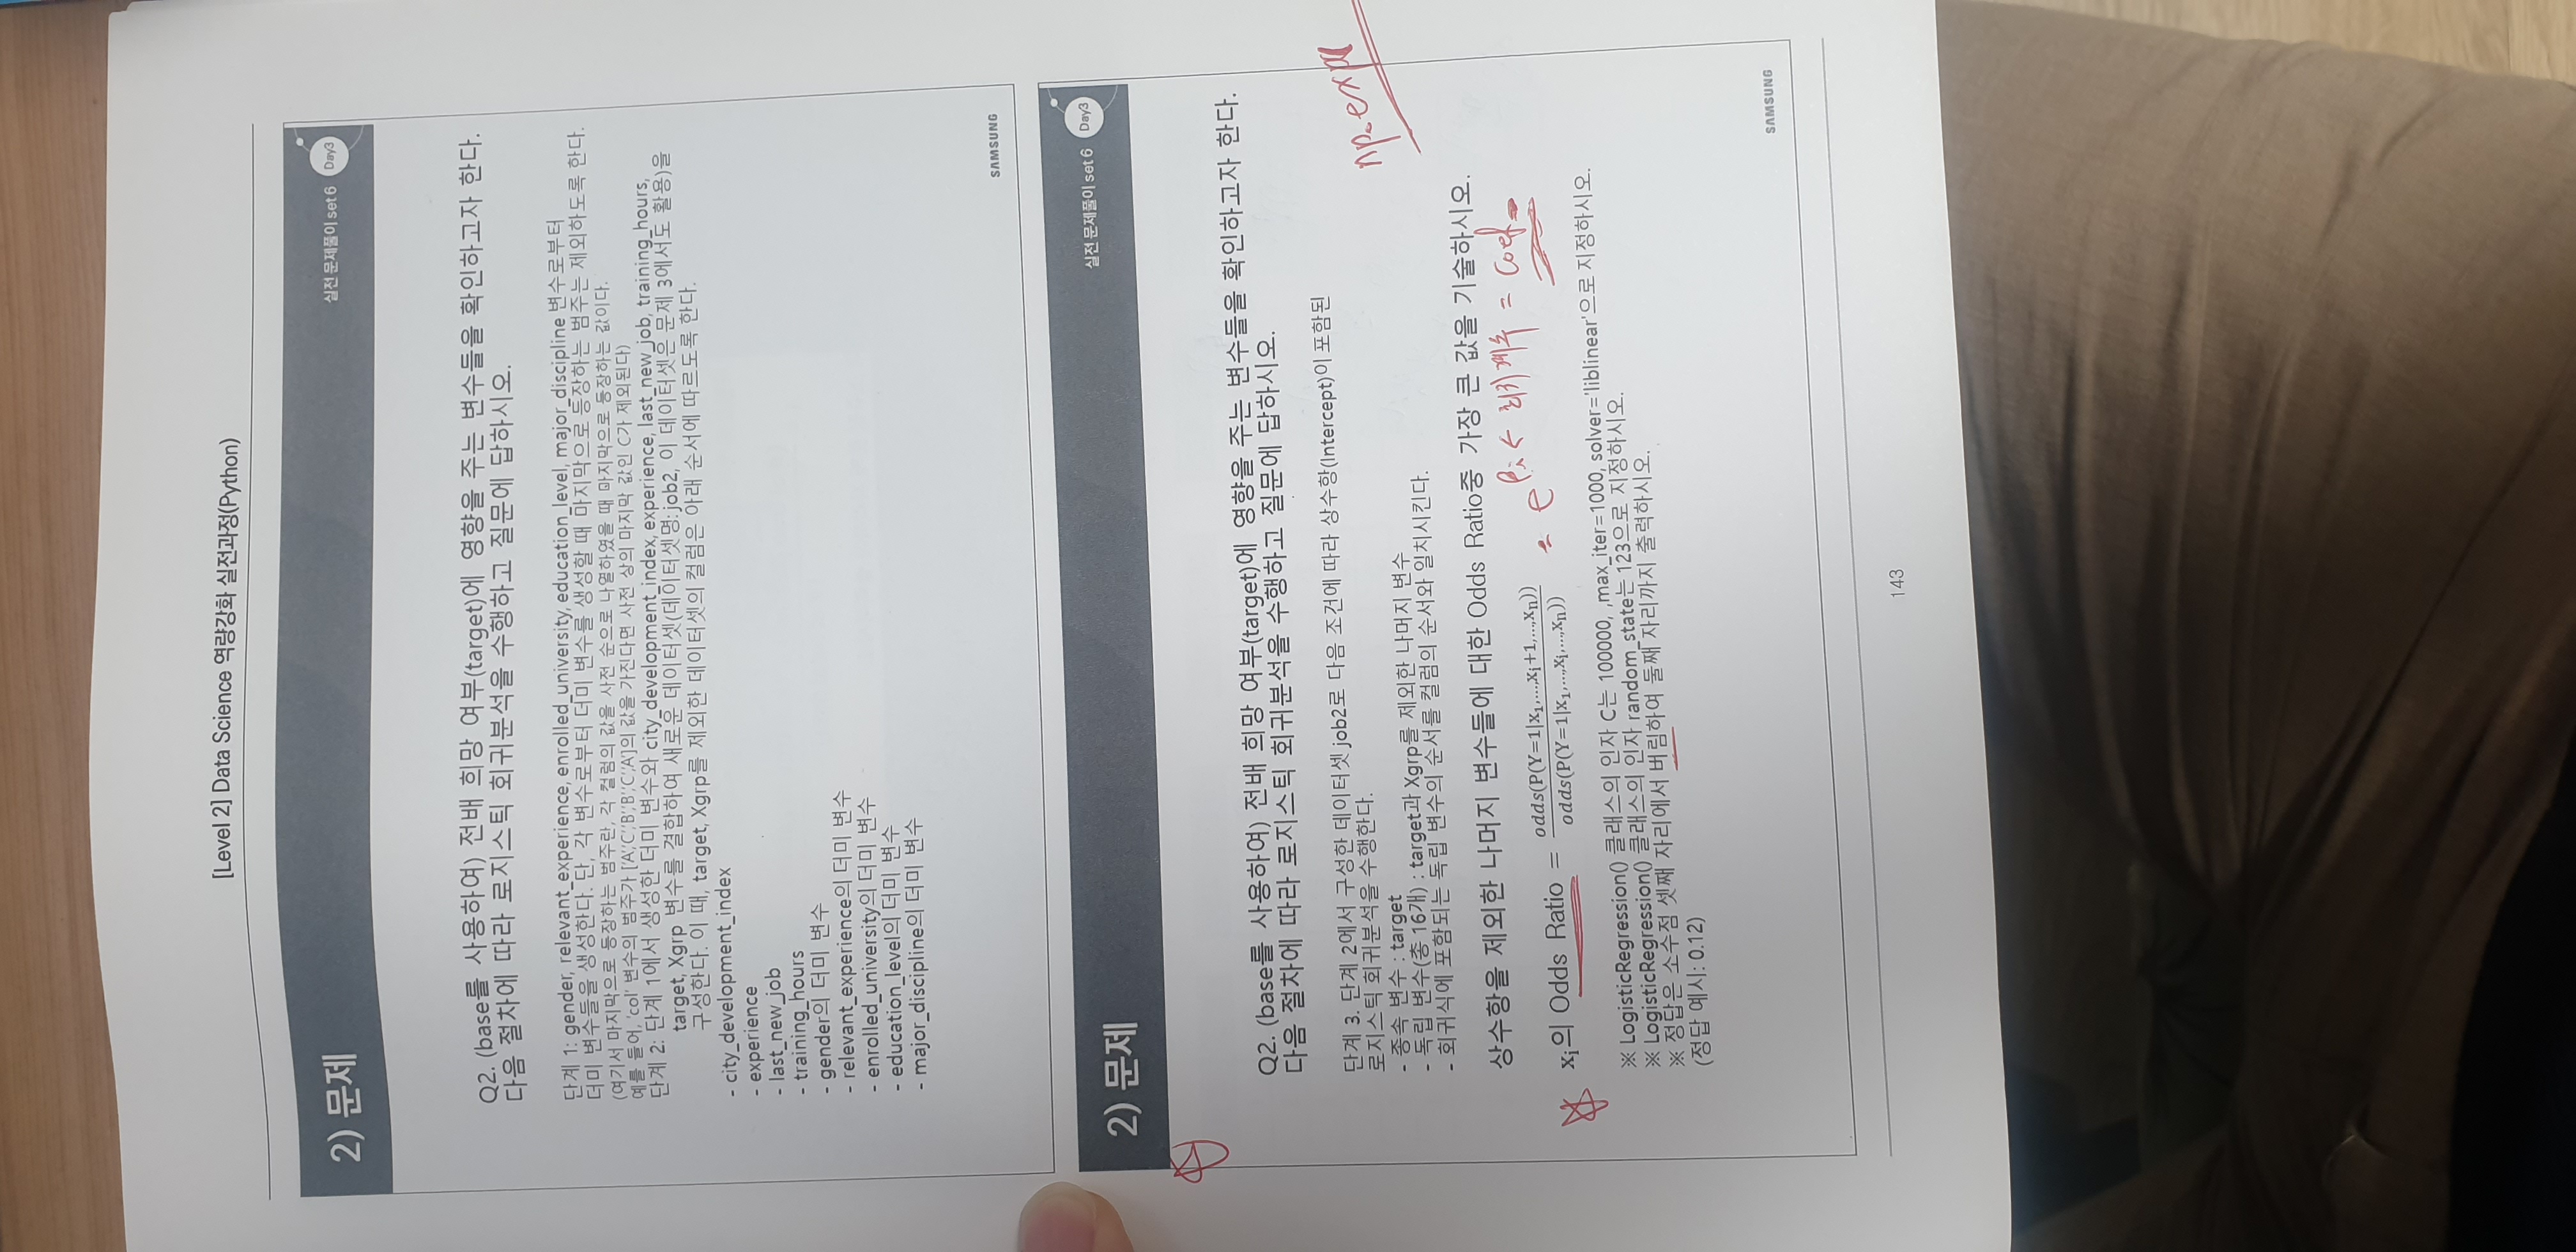 [Level 2] Data Science 역량강화 실전과정(Python)
2) 문제
실전 문제풀이 set 6 Day3
Q2. (base를 사용하여) 전배 희망 여부(target)에 영향을 주는 변수들을 확인하고자 한다.
다음 절차에 따라 로지스틱 회귀분석을 수행하고 질문에 답하시오.
단계 1: gender, relevant_experience, enrolled_university, education_level, major_discipline 변수로부터
더미 변수들을 생성한다. 단, 각 변수로부터 더미 변수를 생성할 때 마지막으로 등장하는 범주는 제외하도록 한다.
(여기서 마지막으로 등장하는 범주란, 각 컬럼의 값을 사전 순으로 나열하였을 때 마지막으로 등장하는 값이다.
예를 들어, 'col' 변수의 범주가 ['A','C','B','B','C','A']의 값을 가진다면 사전 상의 마지막 값인 C가 제외된다)
단계 2: 단계 1에서 생성한 더미 변수와 city_development_index, experience, last_new_job, training_hours,
target, Xgrp 변수를 결합하여 새로운 데이터셋(데이터셋명: job2, 이 데이터셋은 문제 3에서도 활용)을
구성한다. 이 때, target, Xgrp를 제외한 데이터셋의 컬럼은 아래 순서에 따르도록 한다.
- city_development_index
- experience
- last_new_job
- training_hours
- gender의 더미 변수
- relevant_experience의 더미 변수
- enrolled_university의 더미 변수
- education_level의 더미 변수
- major_discipline의 더미 변수
SAMSUNG
2) 문제
실전 문제풀이 set 6 Day3
Q2. (base를 사용하여) 전배 희망 여부(target)에 영향을 주는 변수들을 확인하고자 한다.
다음 절차에 따라 로지스틱 회귀분석을 수행하고 질문에 답하시오.
단계 3. 단계 2에서 구성한 데이터셋 job2로 다음 조건에 따라 상수항(Intercept)이 포함된
로지스틱 회귀분석을 수행한다.
- 종속 변수 : target
- 독립 변수(총 16개) : target과 Xgrp를 제외한 나머지 변수
- 회귀식에 포함되는 독립 변수의 순서를 컬럼의 순서와 일치시킨다.
np.exp
상수항을 제외한 나머지 변수들에 대한 Odds Ratio중 가장 큰 값을 기술하시오.
xᵢ의 Odds Ratio = odds(P(Y=1|x₁,...,xᵢ+1,...,xₙ)) / odds(P(Y=1|x₁,...,xᵢ,...,xₙ)) = e^βi ← 회귀계수 = coef_
※ LogisticRegression() 클래스의 인자 C는 100000, ,max_iter=1000, solver='liblinear'으로 지정하시오.
※ LogisticRegression() 클래스의 인자 random_state는 123으로 지정하시오.
※ 정답은 소수점 셋째 자리에서 버림하여 둘째 자리까지 출력하시오.
(정답 예시: 0.12)
SAMSUNG
143